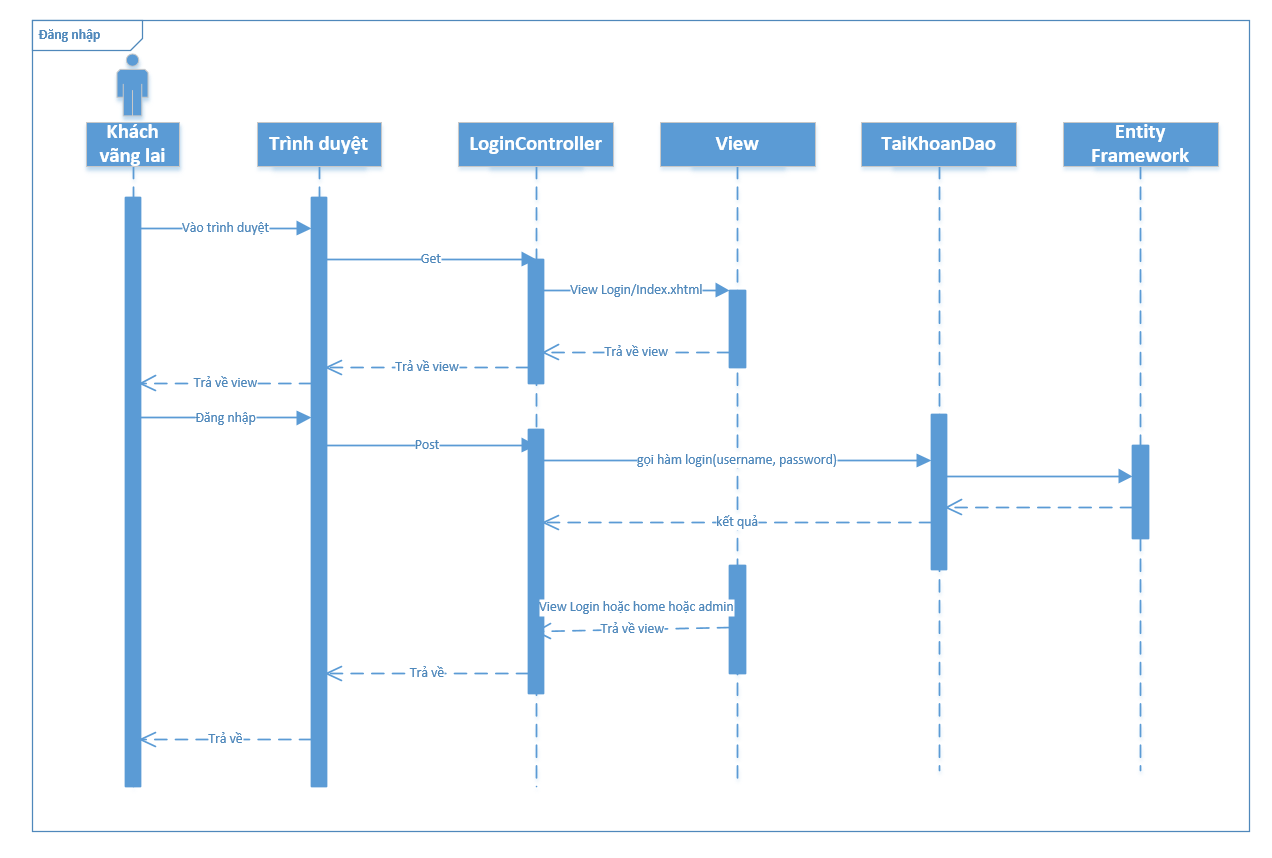 Đăng nhập
Khách
vãng lai
Trình duyệt
LoginController
View
TaiKhoanDao
Entity
Framework
Vào trình duyệt
Get
View Login/Index.xhtml
Trả về view
Trả về view
Trả về view
Đăng nhập
Post
gọi hàm login(username, password)
kết quả
View Login hoặc home hoặc admin
Trả về view
Trả về
Trả về